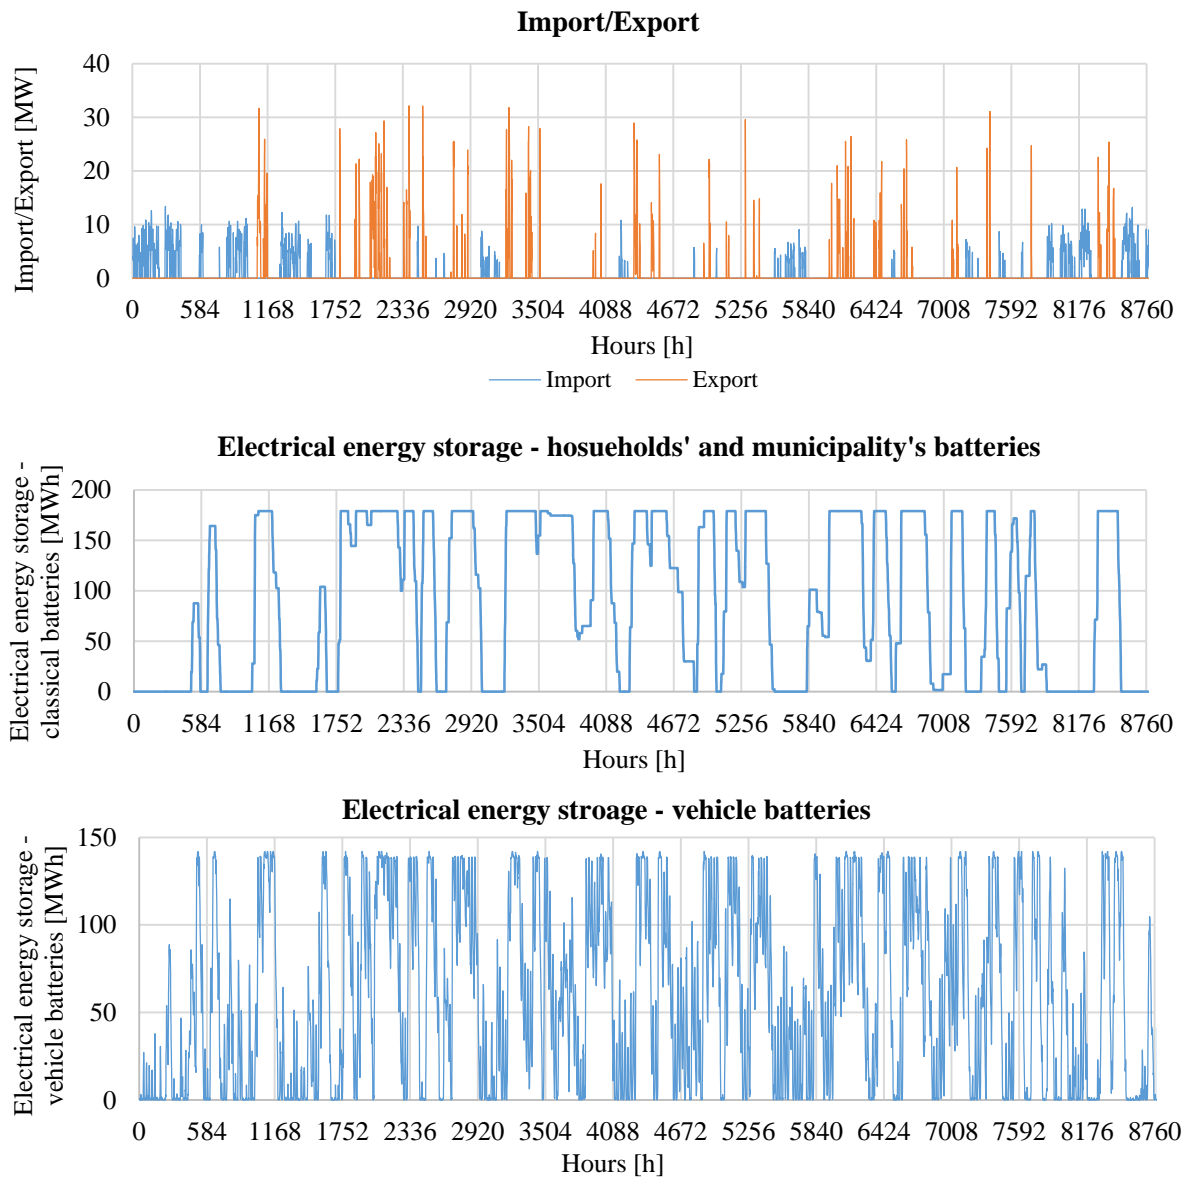 Import/Export
Import/Export [MW]
40
30
20
10
0
0 584 1168 1752 2336 2920 3504 4088 4672 5256 5840 6424 7008 7592 8176 8760
Hours [h]
Import Export
Electrical energy storage - hosueholds' and municipality's batteries
Electrical energy storage -
classical batteries [MWh]
200
150
100
50
0
0 584 1168 1752 2336 2920 3504 4088 4672 5256 5840 6424 7008 7592 8176 8760
Hours [h]
Electrical energy stroage - vehicle batteries
Electrical energy storage -
vehicle batteries [MWh]
150
100
50
0
0 584 1168 1752 2336 2920 3504 4088 4672 5256 5840 6424 7008 7592 8176 8760
Hours [h]